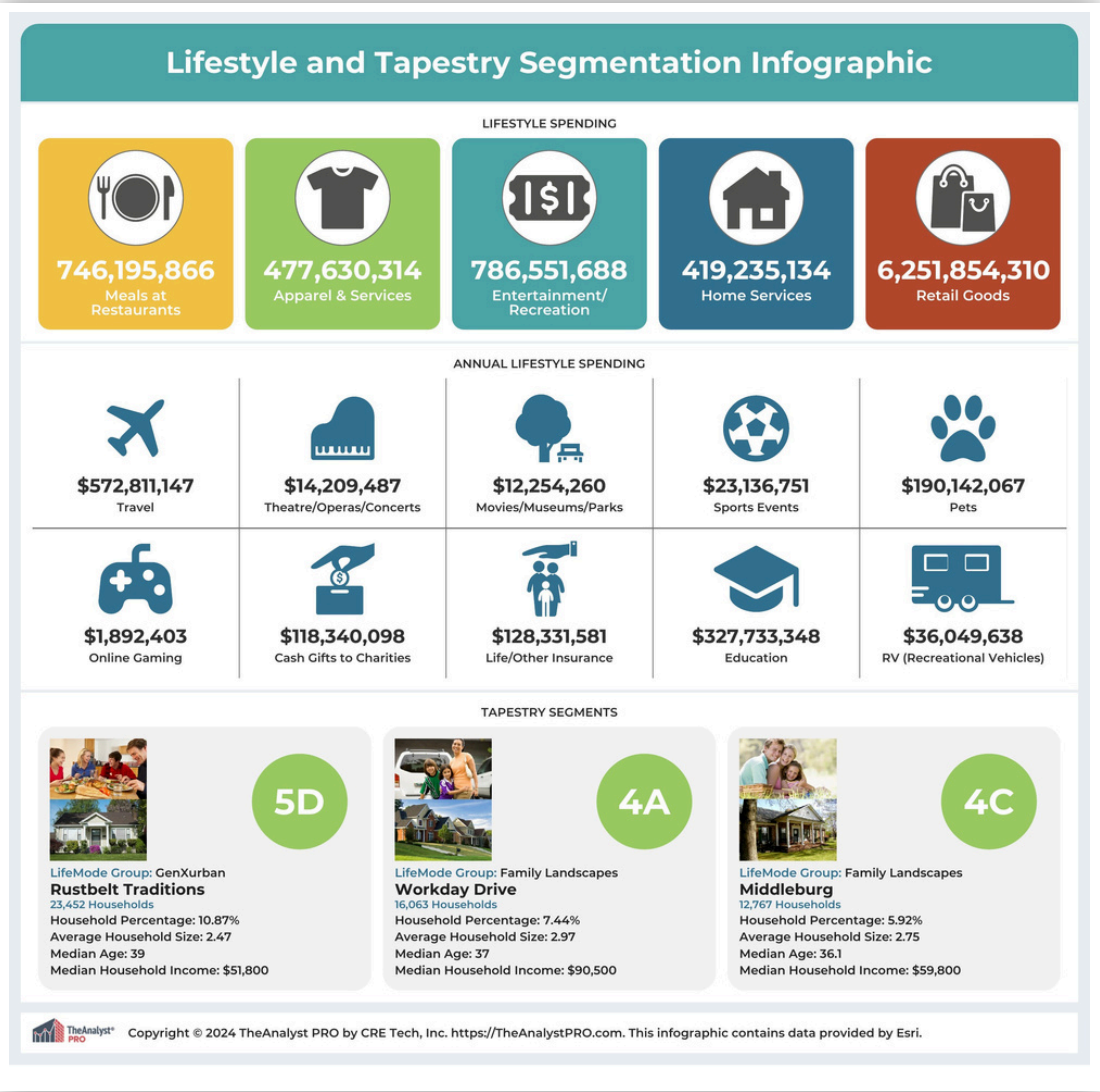 Lifestyle and Tapestry Segmentation Infographic
LIFESTYLE SPENDING
746,195,866
Meals at
Restaurants
477,630,314
Apparel & Services
1$1
786,551,688
Entertainment/
Recreation
419,235,134
Home Services
6,251,854,310
Retail Goods
ANNUAL LIFESTYLE SPENDING
$572,811,147
Travel
$14,209,487
Theatre/Operas/Concerts
$12,254,260
Movies/Museums/Parks
$23,136,751
Sports Events
$190,142,067
Pets
$1,892,403
Online Gaming
$
$118,340,098
Cash Gifts to Charities
$128,331,581
Life/Other Insurance
$327,733,348
Education
$36,049,638
RV (Recreational Vehicles)
TAPESTRY SEGMENTS
5D
LifeMode Group: GenXurban
Rustbelt Traditions
23,452 Households
Household Percentage: 10.87%
Average Household Size: 2.47
Median Age: 39
Median Household Income: $51,800
4A
LifeMode Group: Family Landscapes
Workday Drive
16,063 Households
Household Percentage: 7.44%
Average Household Size: 2.97
Median Age: 37
Median Household Income: $90,500
4C
LifeMode Group: Family Landscapes
Middleburg
12,767 Households
Household Percentage: 5.92%
Average Household Size: 2.75
Median Age: 36.1
Median Household Income: $59,800
TheAnalyst®
PRO
Copyright © 2024 TheAnalyst PRO by CRE Tech, Inc. https://TheAnalystPRO.com. This infographic contains data provided by Esri.